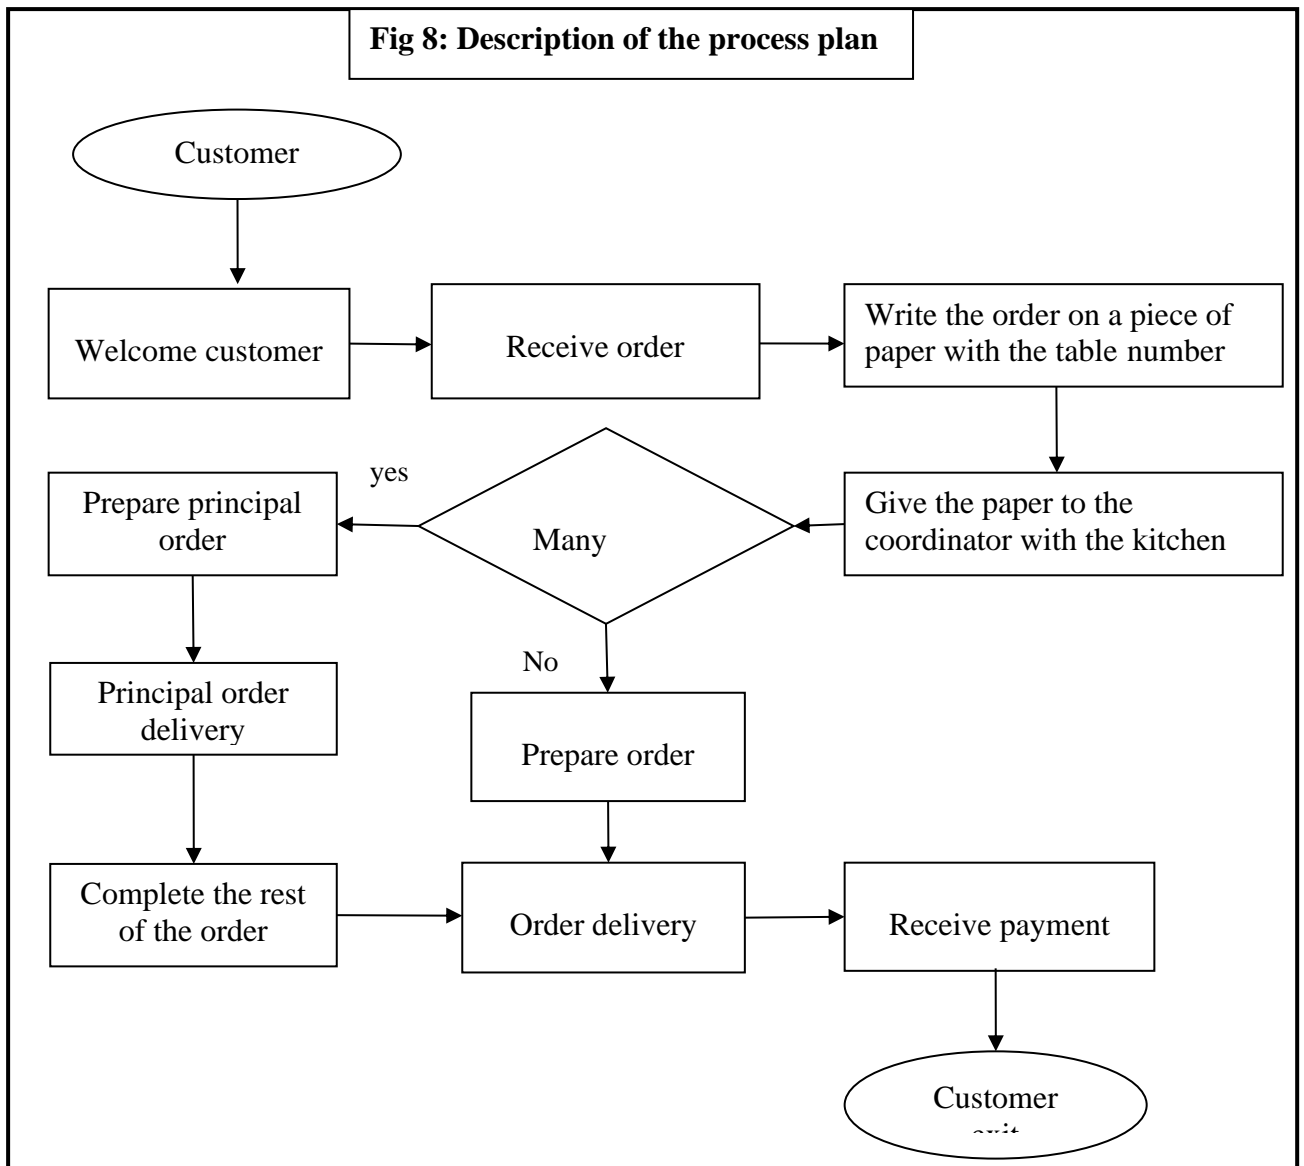 Fig 8: Description of the process plan
Customer
Welcome customer
Receive order
Write the order on a piece of
paper with the table number
Give the paper to the
coordinator with the kitchen
Many
yes
Prepare principal
order
Principal order
delivery
Complete the rest
of the order
No
Prepare order
Order delivery
Receive payment
Customer
exit